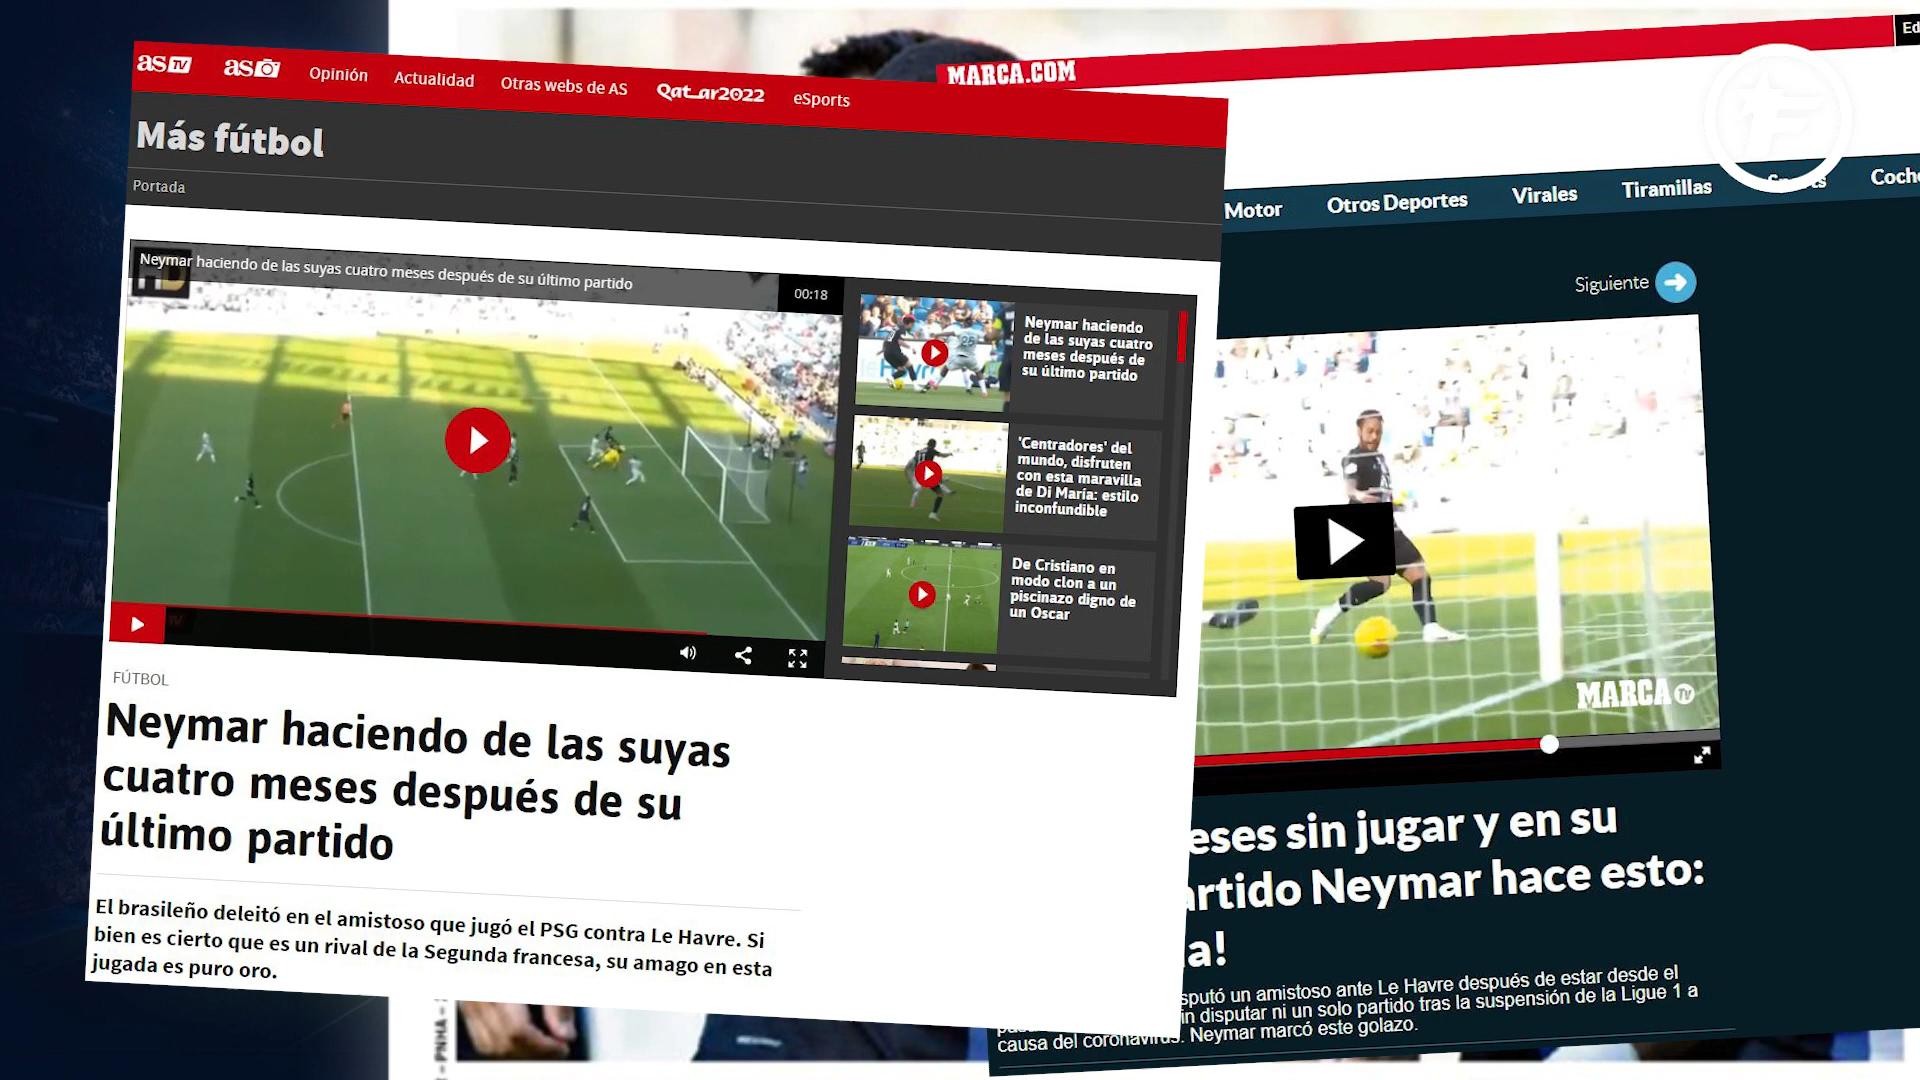 as TV
as
Opinión
Actualidad
Otras webs de AS
Qatar2022
eSports
Más fútbol
Portada
Neymar haciendo de las suyas cuatro meses después de su último partido
00:18
Neymar haciendo
de las suyas cuatro
meses después de
su último partido
'Centradores' del
mundo, disfruten
con esta maravilla
de Di María: estilo
inconfundible
De Cristiano en
modo clon a un
piscinazo digno de
un Oscar
FÚTBOL
Neymar haciendo de las suyas
cuatro meses después de su
último partido
El brasileño deleitó en el amistoso que jugó el PSG contra Le Havre. Si
bien es cierto que es un rival de la Segunda francesa, su amago en esta
jugada es puro oro.
MARCA.COM
Ed
Motor
Otros Deportes
Virales
Tiramillas
Coche
Siguiente
MARCA TV
eses sin jugar y en su
artido Neymar hace esto:
a!
sputó un amistoso ante Le Havre después de estar desde el
in disputar ni un solo partido tras la suspensión de la Ligue 1 a
causa del coronavirus. Neymar marcó este golazo.